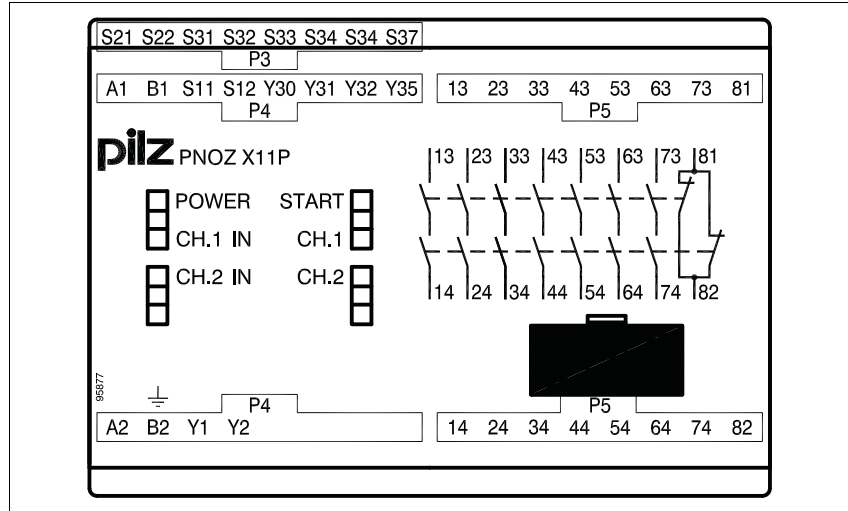 S21 S22 S31 S32 S33 S34 S34 S37
P3
A1 B1 S11 S12 Y30 Y31 Y32 Y35
P4
13 23 33 43 53 63 73 81
P5
pilz PNOZ X11P
13 23 33 43 53 63 73 81
POWER START
CH.1 IN CH.1
CH.2 IN CH.2
14 24 34 44 54 64 74 82
95877
P4
P5
A2 B2 Y1 Y2
14 24 34 44 54 64 74 82